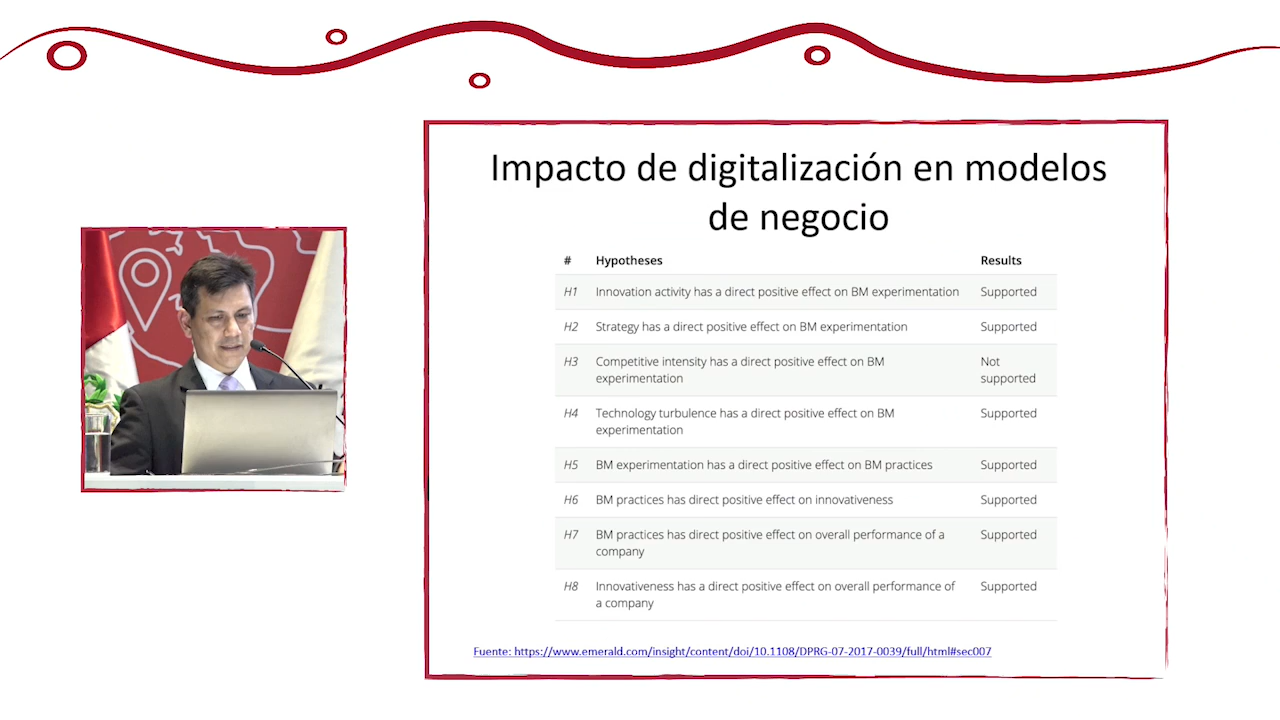 Impacto de digitalización en modelos
de negocio
# Hypotheses Results
H1 Innovation activity has a direct positive effect on BM experimentation Supported
H2 Strategy has a direct positive effect on BM experimentation Supported
H3 Competitive intensity has a direct positive effect on BM Not
experimentation supported
H4 Technology turbulence has a direct positive effect on BM Supported
experimentation
H5 BM experimentation has a direct positive effect on BM practices Supported
H6 BM practices has direct positive effect on innovativeness Supported
H7 BM practices has direct positive effect on overall performance of a Supported
company
H8 Innovativeness has a direct positive effect on overall performance of Supported
a company
Fuente: https://www.emerald.com/insight/content/doi/10.1108/DPRG-07-2017-0039/full/html#sec007